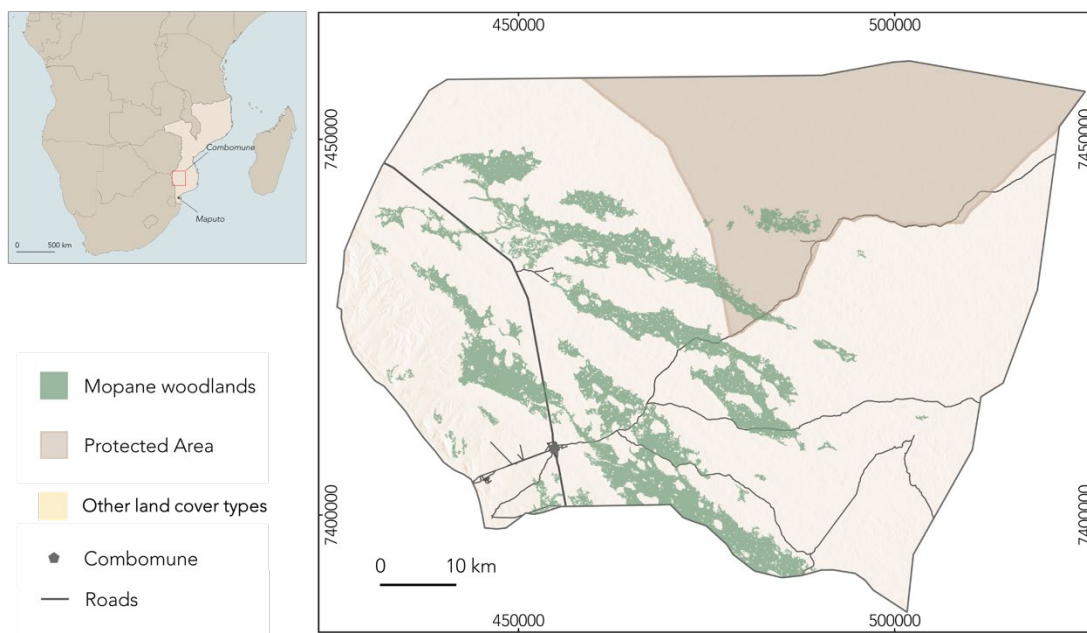 Combomune
Maputo
0 500 km
Mopane woodlands
Protected Area
Other land cover types
Combomune
Roads
450000 500000
7450000 7450000
7400000 7400000
0 10 km
450000 500000